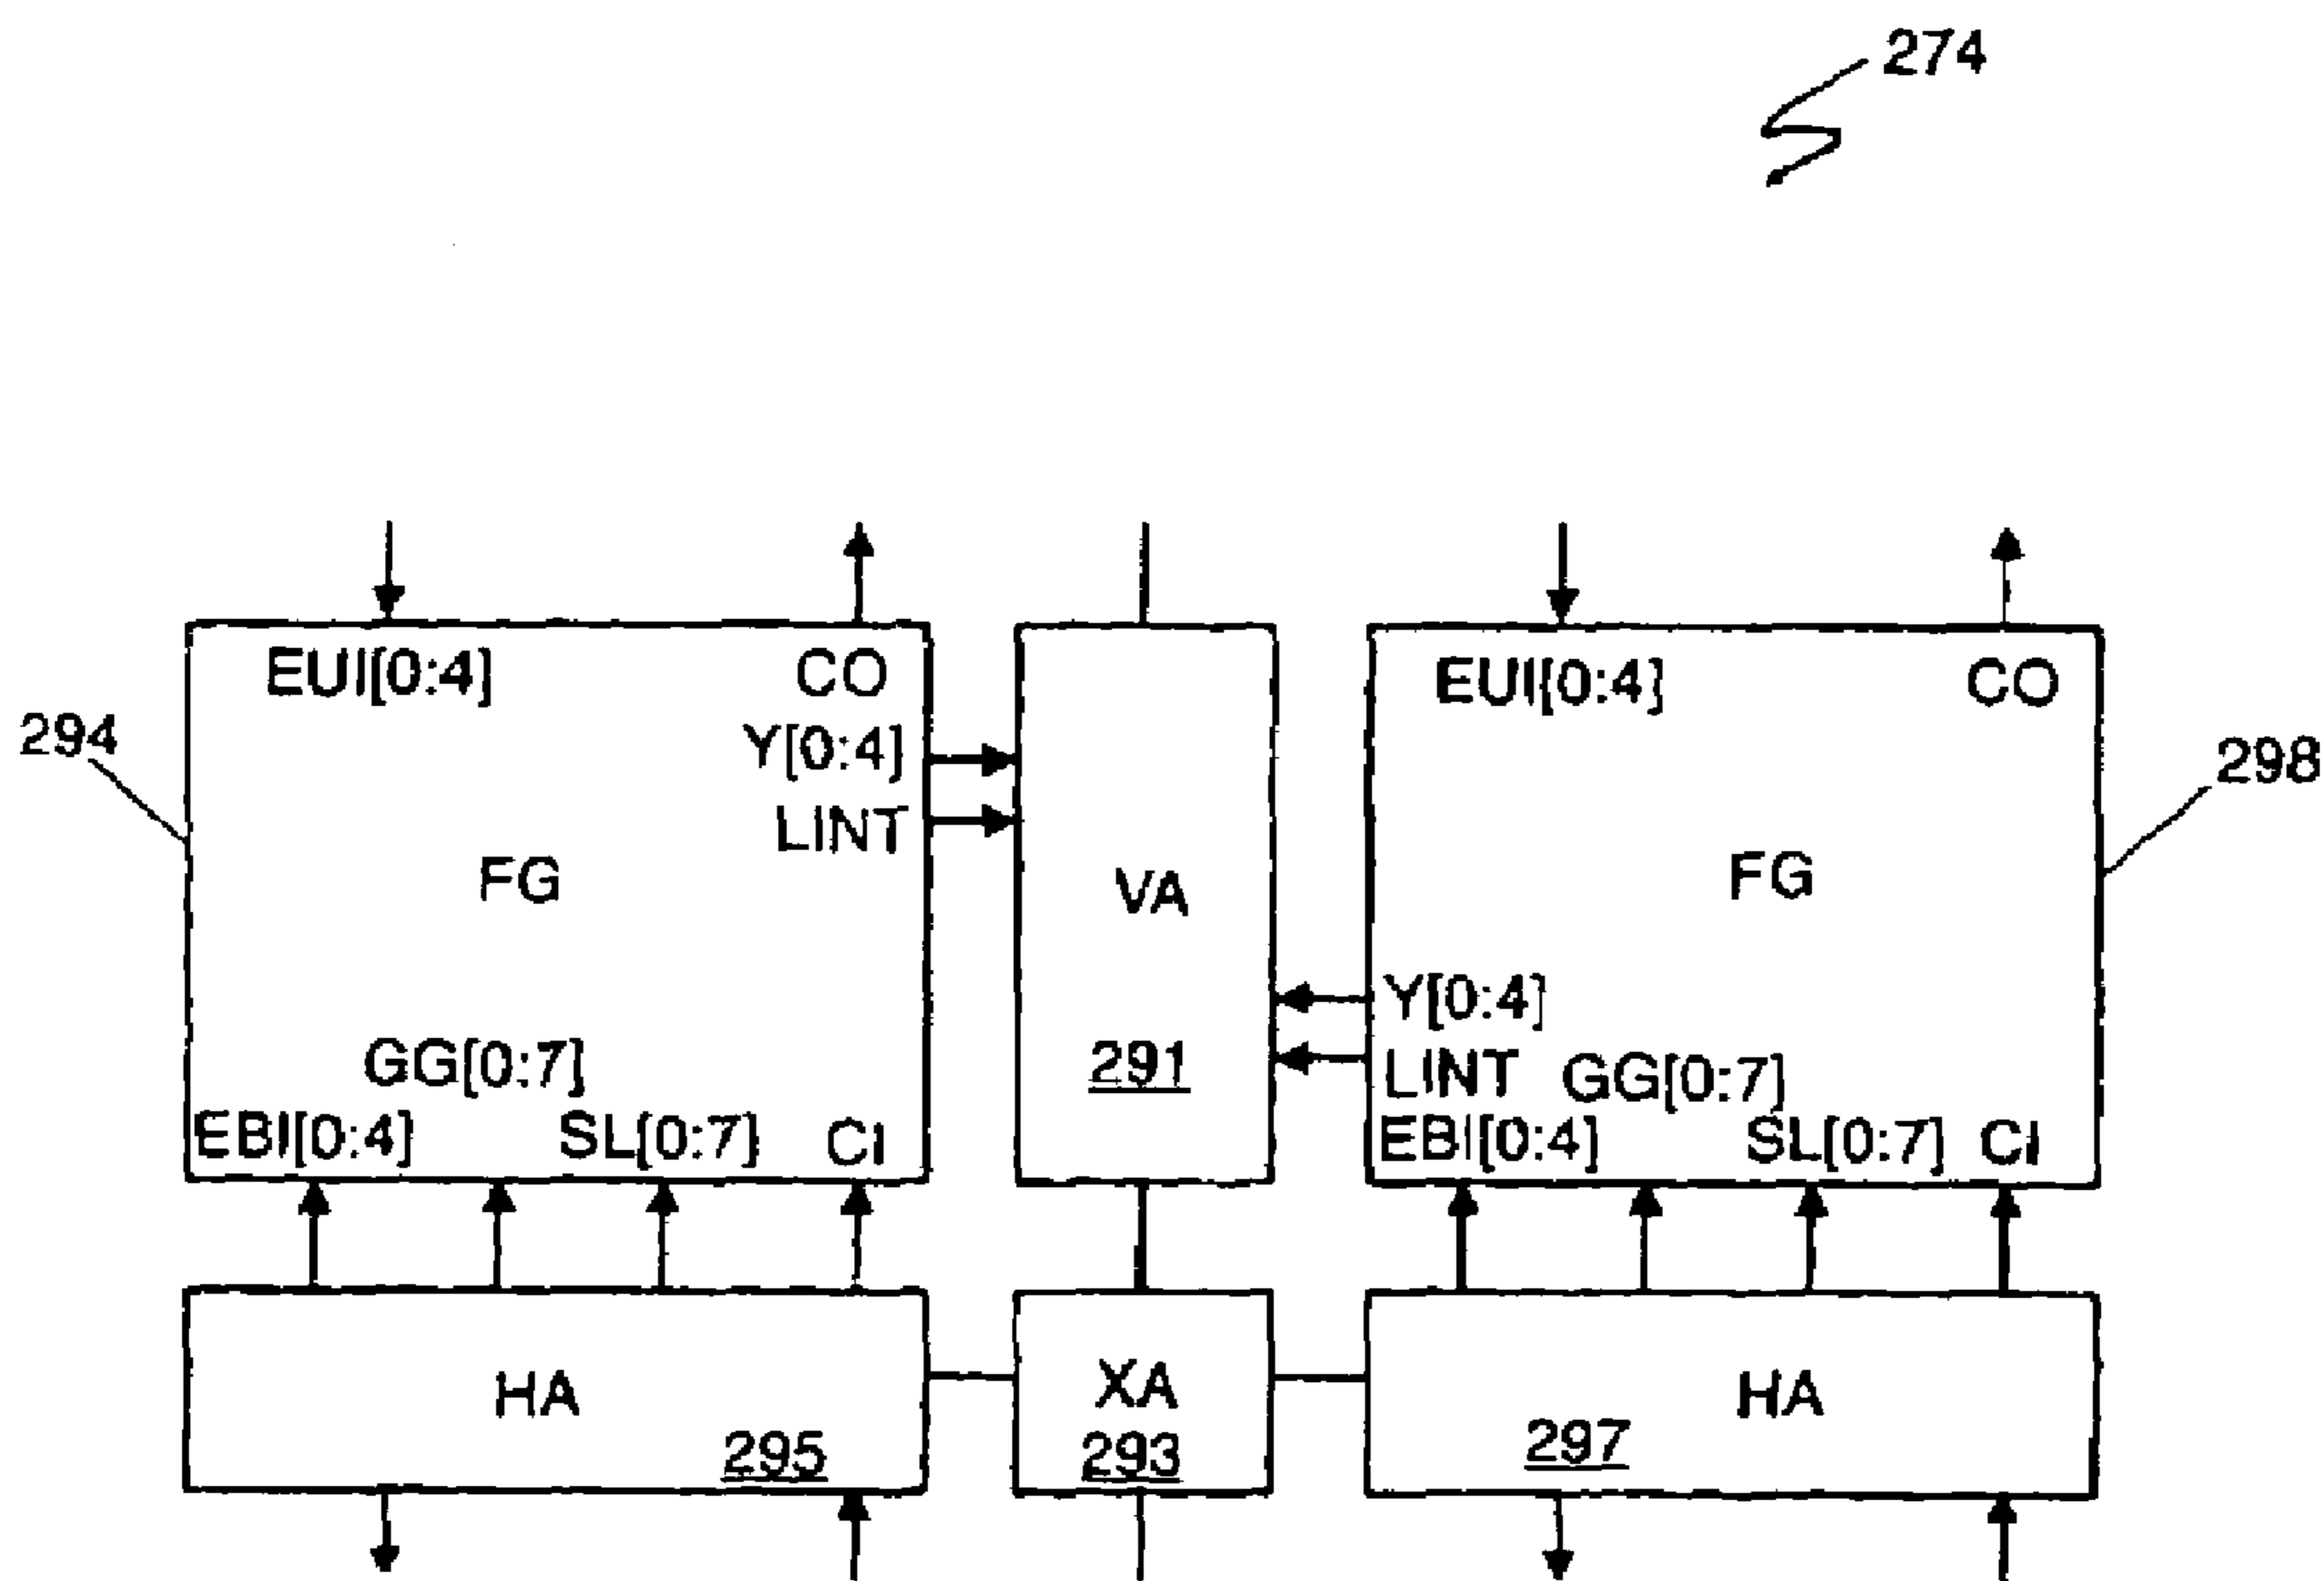 274
EUI[0:4] CO
EUI[0:4] CO
Y[0:4]
294
298
LINT
FG
VA
FG
Y[0:4]
GG[0:7]
291
LINT GG[0:7]
EBI[0:4] SL[0:7] CI
EBI[0:4] SL[0:7] CI
HA
XA
HA
295
293
297